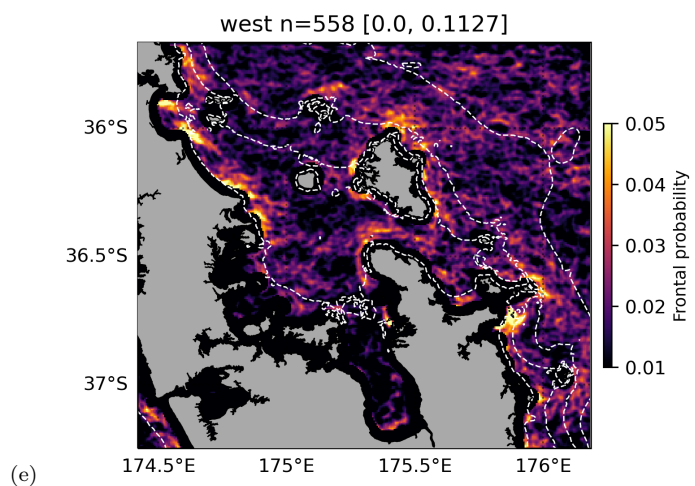 west n=558 [0.0, 0.1127]
36°S
36.5°S
37°S
174.5°E
175°E
175.5°E
176°E
0.05
0.04
0.03
0.02
0.01
Frontal probability
(e)